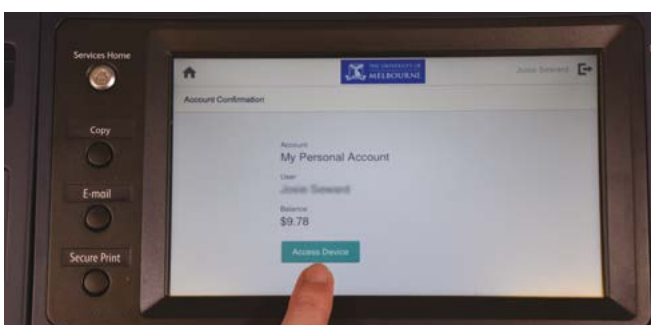 Services Home
THE UNIVERSITY OF
MELBOURNE
Account Confirmation
Copy
Account
My Personal Account
User
E-mail
Balance
$9.78
Access Device
Secure Print